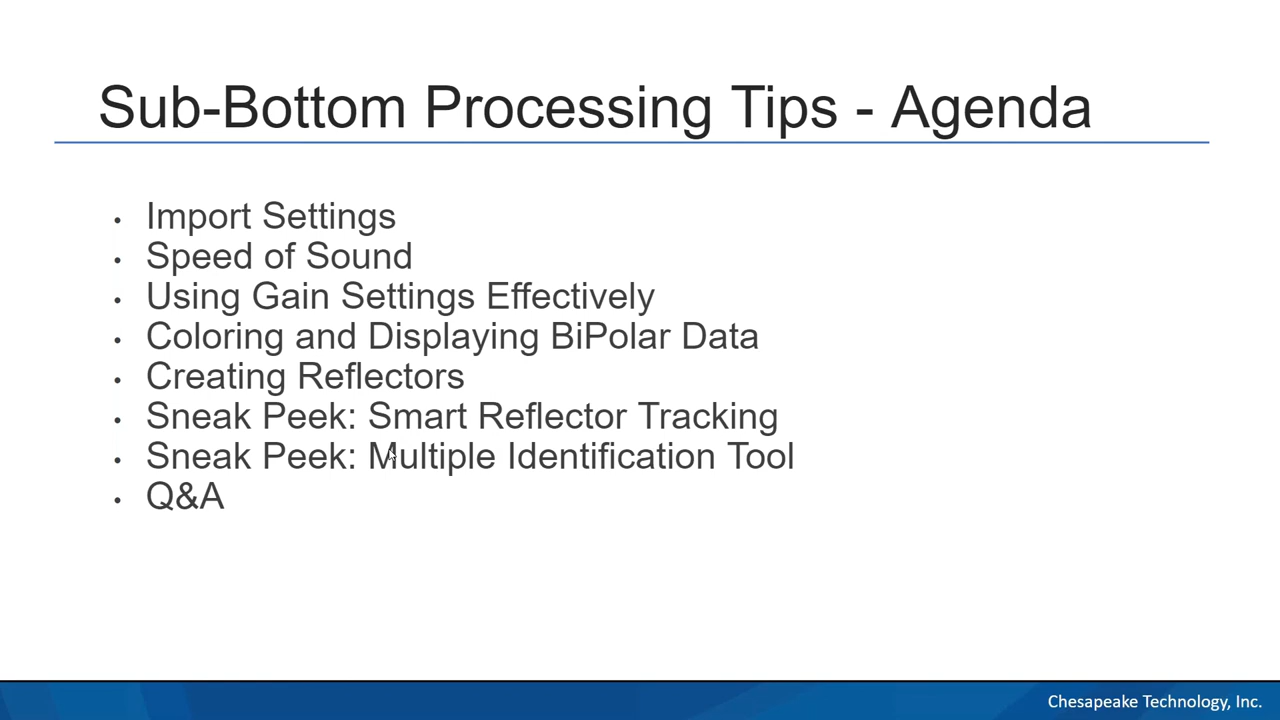 Sub-Bottom Processing Tips - Agenda
• Import Settings
• Speed of Sound
• Using Gain Settings Effectively
• Coloring and Displaying BiPolar Data
• Creating Reflectors
• Sneak Peek: Smart Reflector Tracking
• Sneak Peek: Multiple Identification Tool
• Q&A
Chesapeake Technology, Inc.